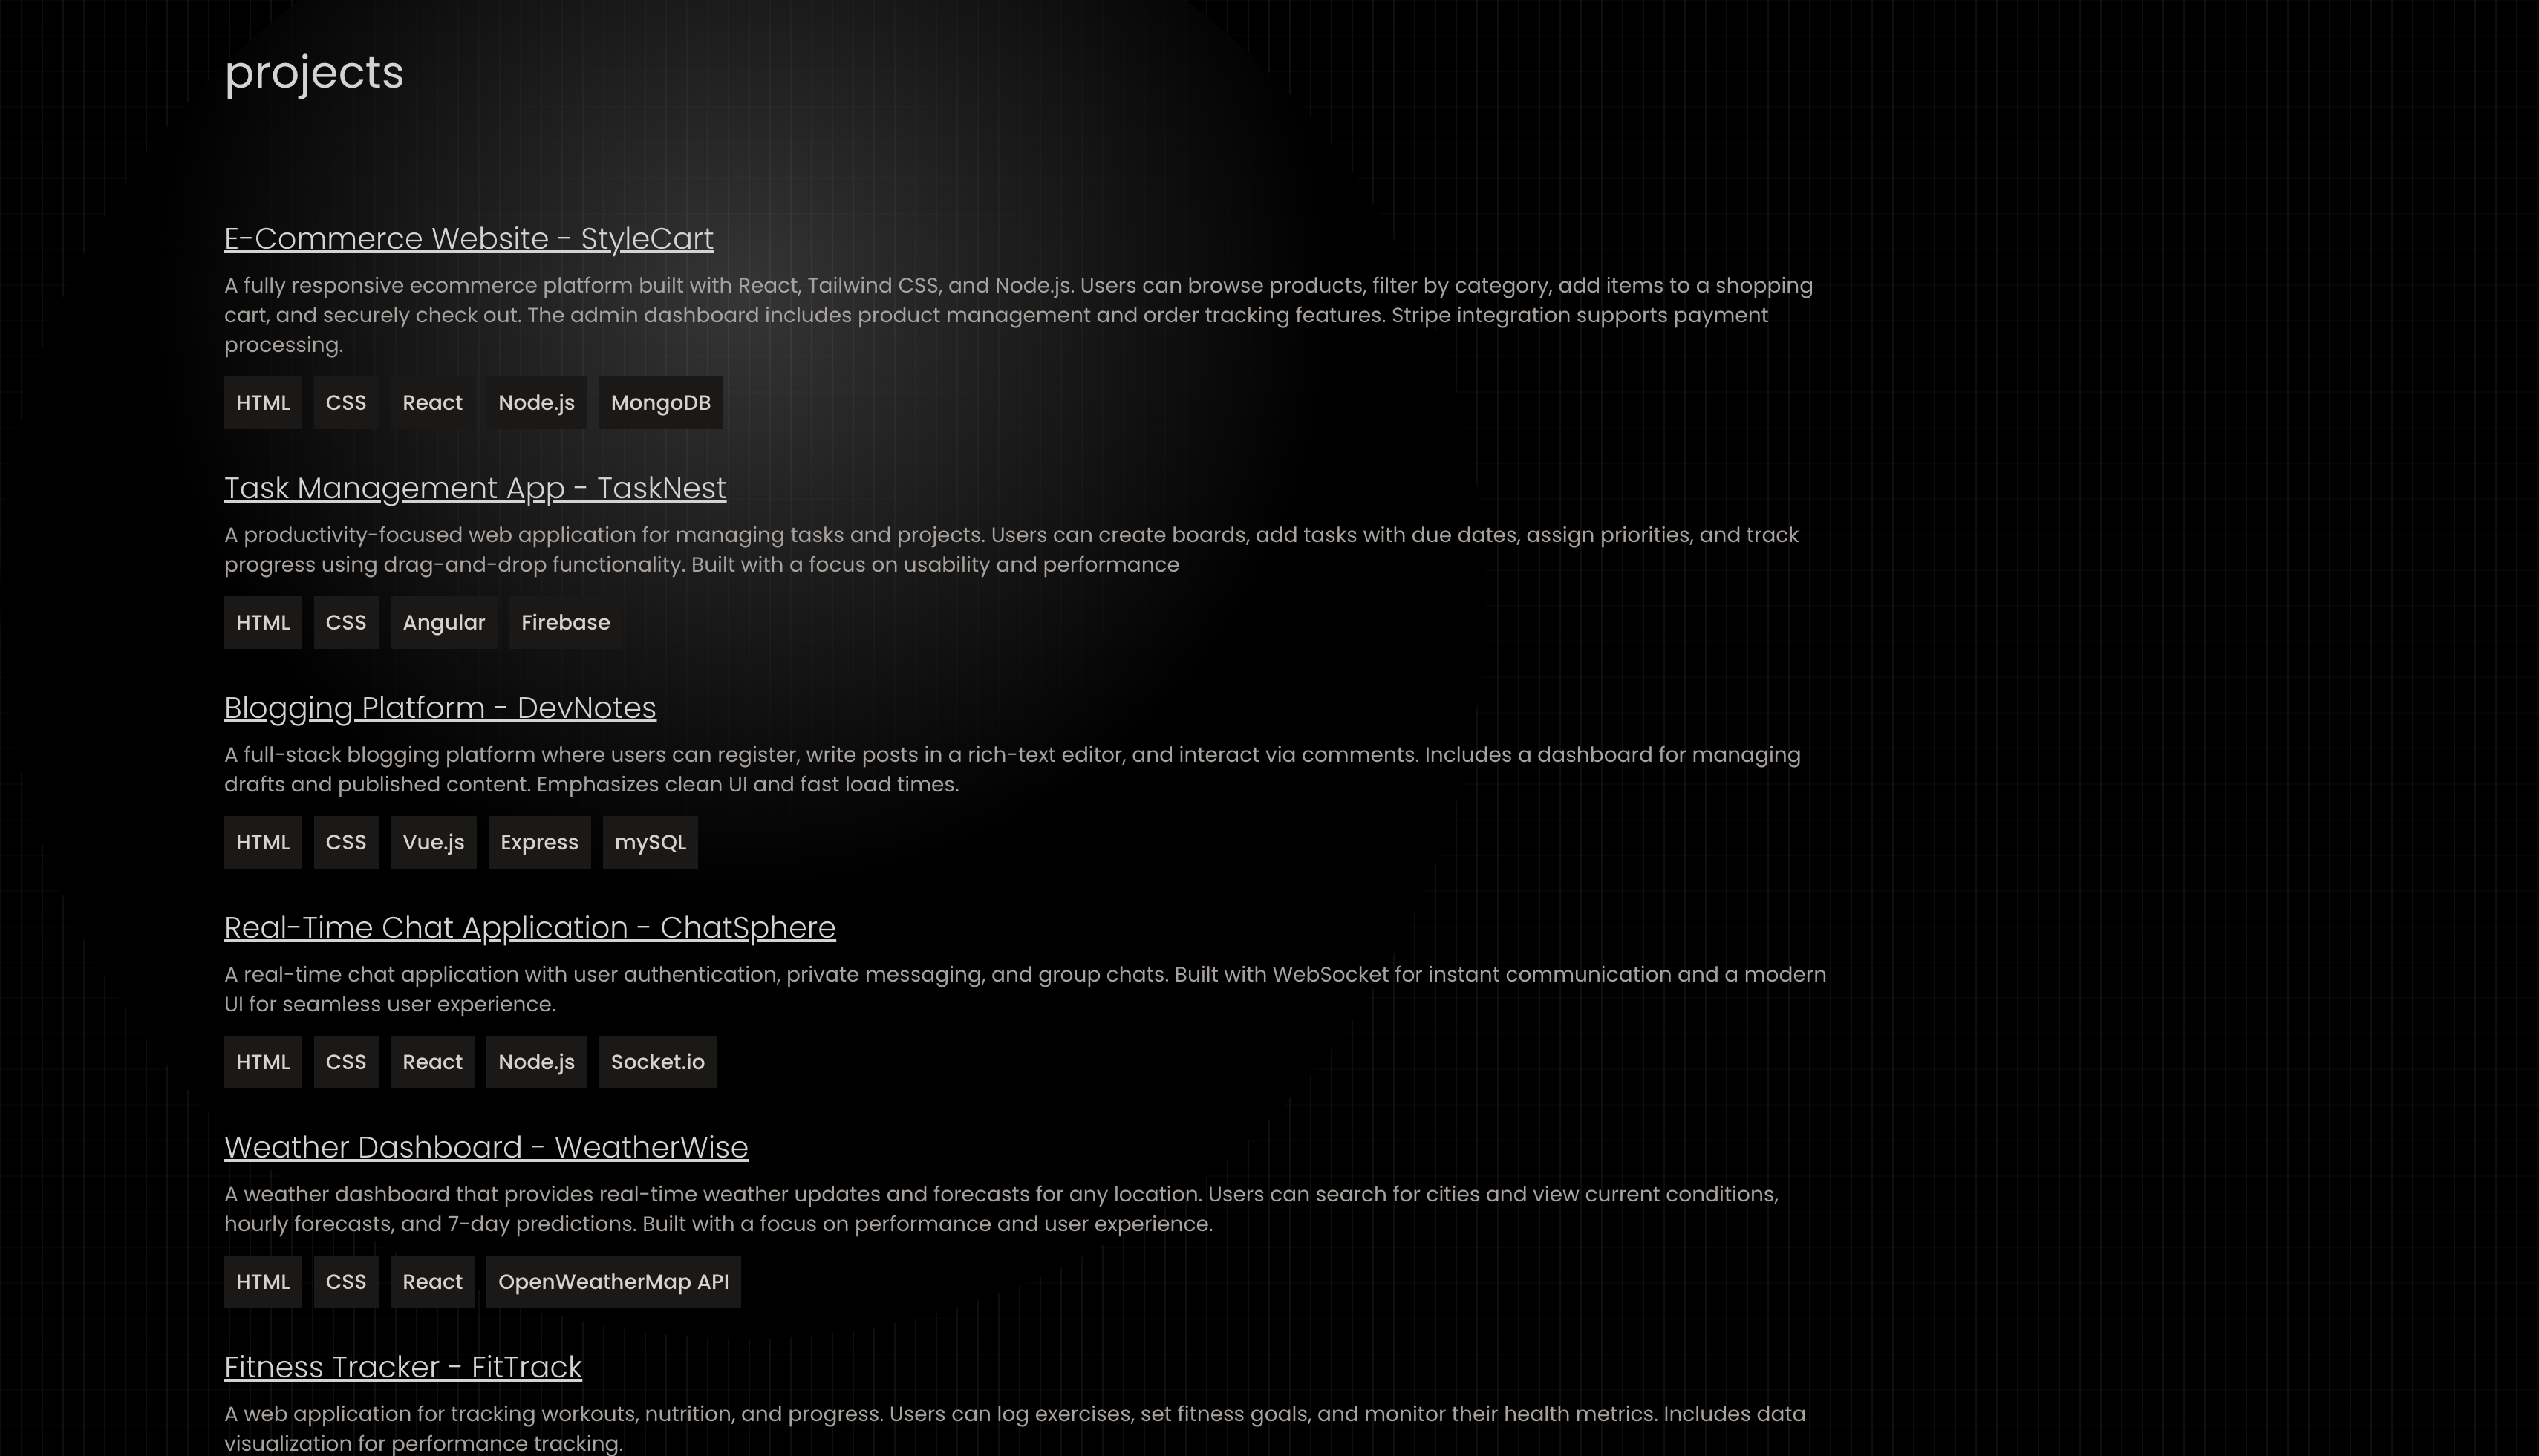 projects
E-Commerce Website - StyleCart
A fully responsive ecommerce platform built with React, Tailwind CSS, and Node.js. Users can browse products, filter by category, add items to a shopping
cart, and securely check out. The admin dashboard includes product management and order tracking features. Stripe integration supports payment
processing.
HTML CSS React Node.js MongoDB
Task Management App - TaskNest
A productivity-focused web application for managing tasks and projects. Users can create boards, add tasks with due dates, assign priorities, and track
progress using drag-and-drop functionality. Built with a focus on usability and performance
HTML CSS Angular Firebase
Blogging Platform - DevNotes
A full-stack blogging platform where users can register, write posts in a rich-text editor, and interact via comments. Includes a dashboard for managing
drafts and published content. Emphasizes clean UI and fast load times.
HTML CSS Vue.js Express mySQL
Real-Time Chat Application - ChatSphere
A real-time chat application with user authentication, private messaging, and group chats. Built with WebSocket for instant communication and a modern
UI for seamless user experience.
HTML CSS React Node.js Socket.io
Weather Dashboard - WeatherWise
A weather dashboard that provides real-time weather updates and forecasts for any location. Users can search for cities and view current conditions,
hourly forecasts, and 7-day predictions. Built with a focus on performance and user experience.
HTML CSS React OpenWeatherMap API
Fitness Tracker - FitTrack
A web application for tracking workouts, nutrition, and progress. Users can log exercises, set fitness goals, and monitor their health metrics. Includes data
visualization for performance tracking.